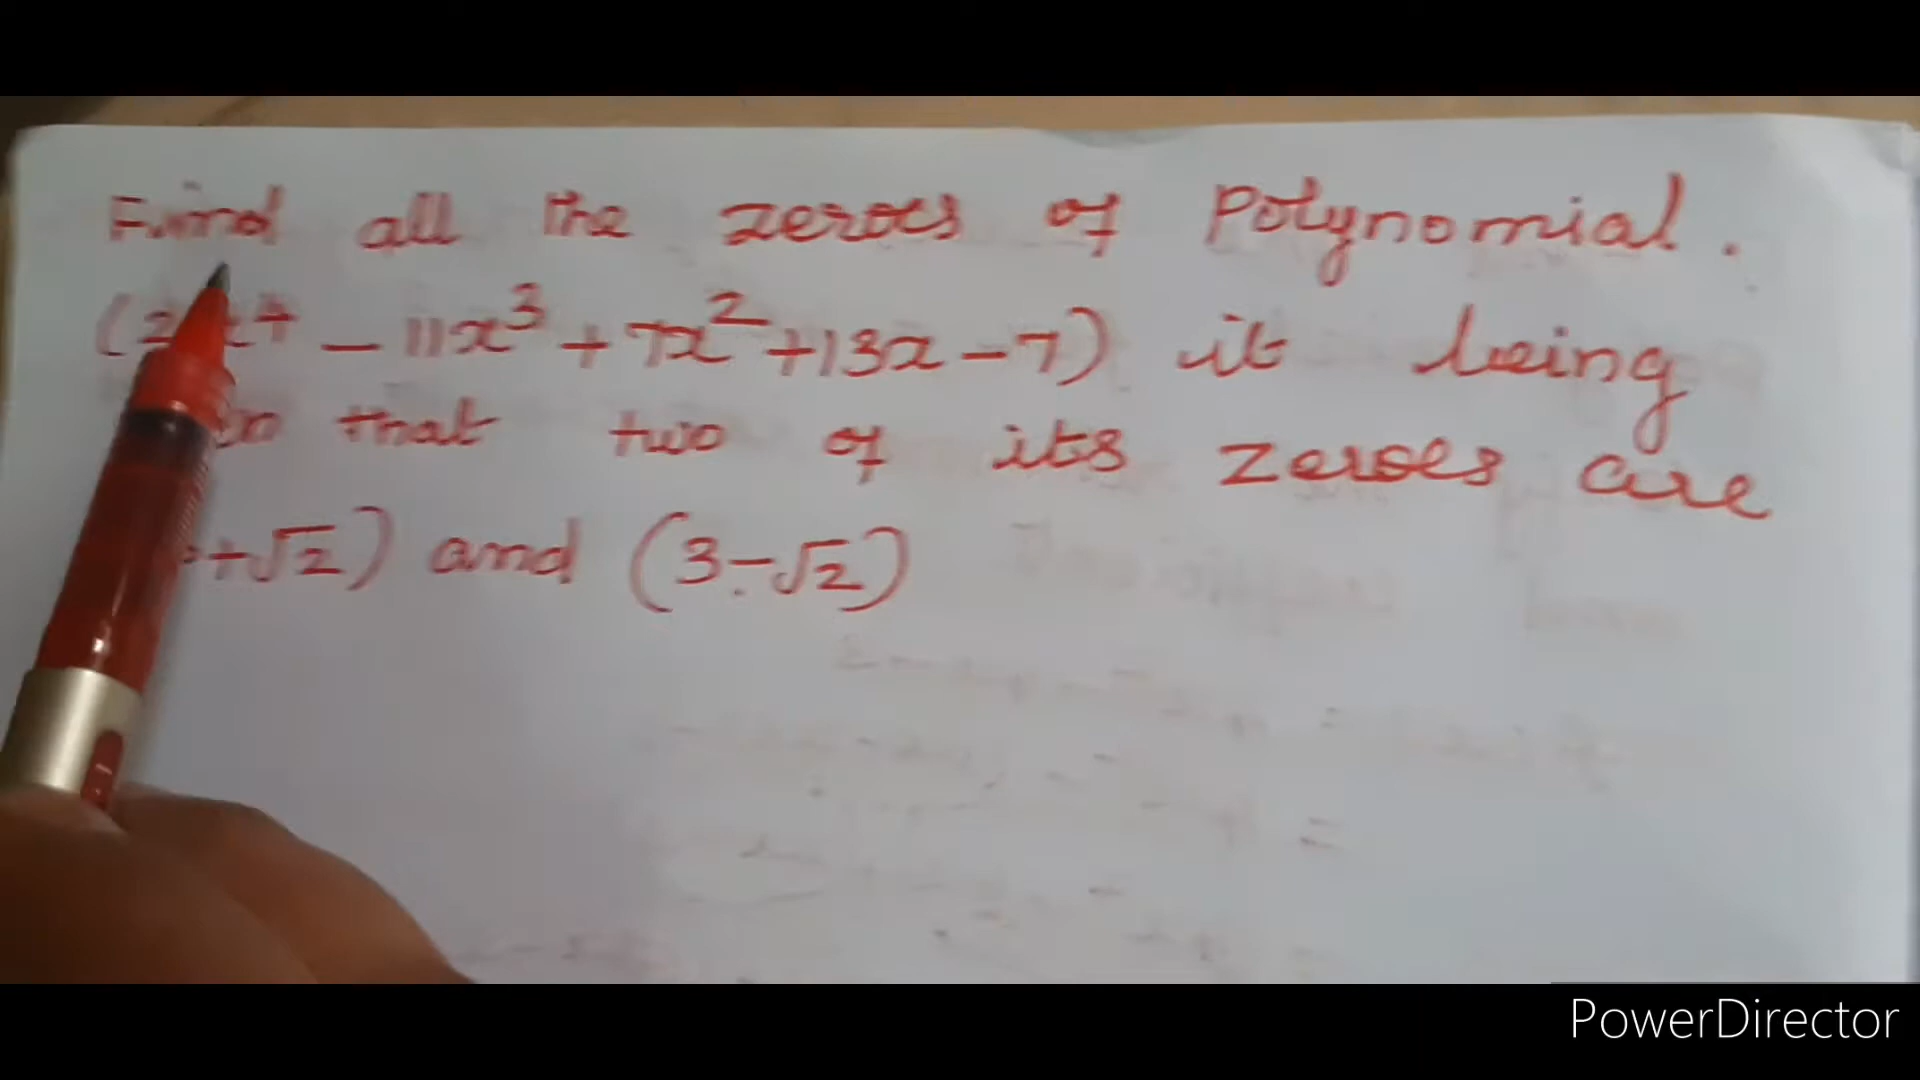 Find all the zeroes of Polynomial.
(2x⁴ - 11x³ + 7x² + 13x - 7) it being
that two of its zeroes are
+√2) and (3-√2)
PowerDirector